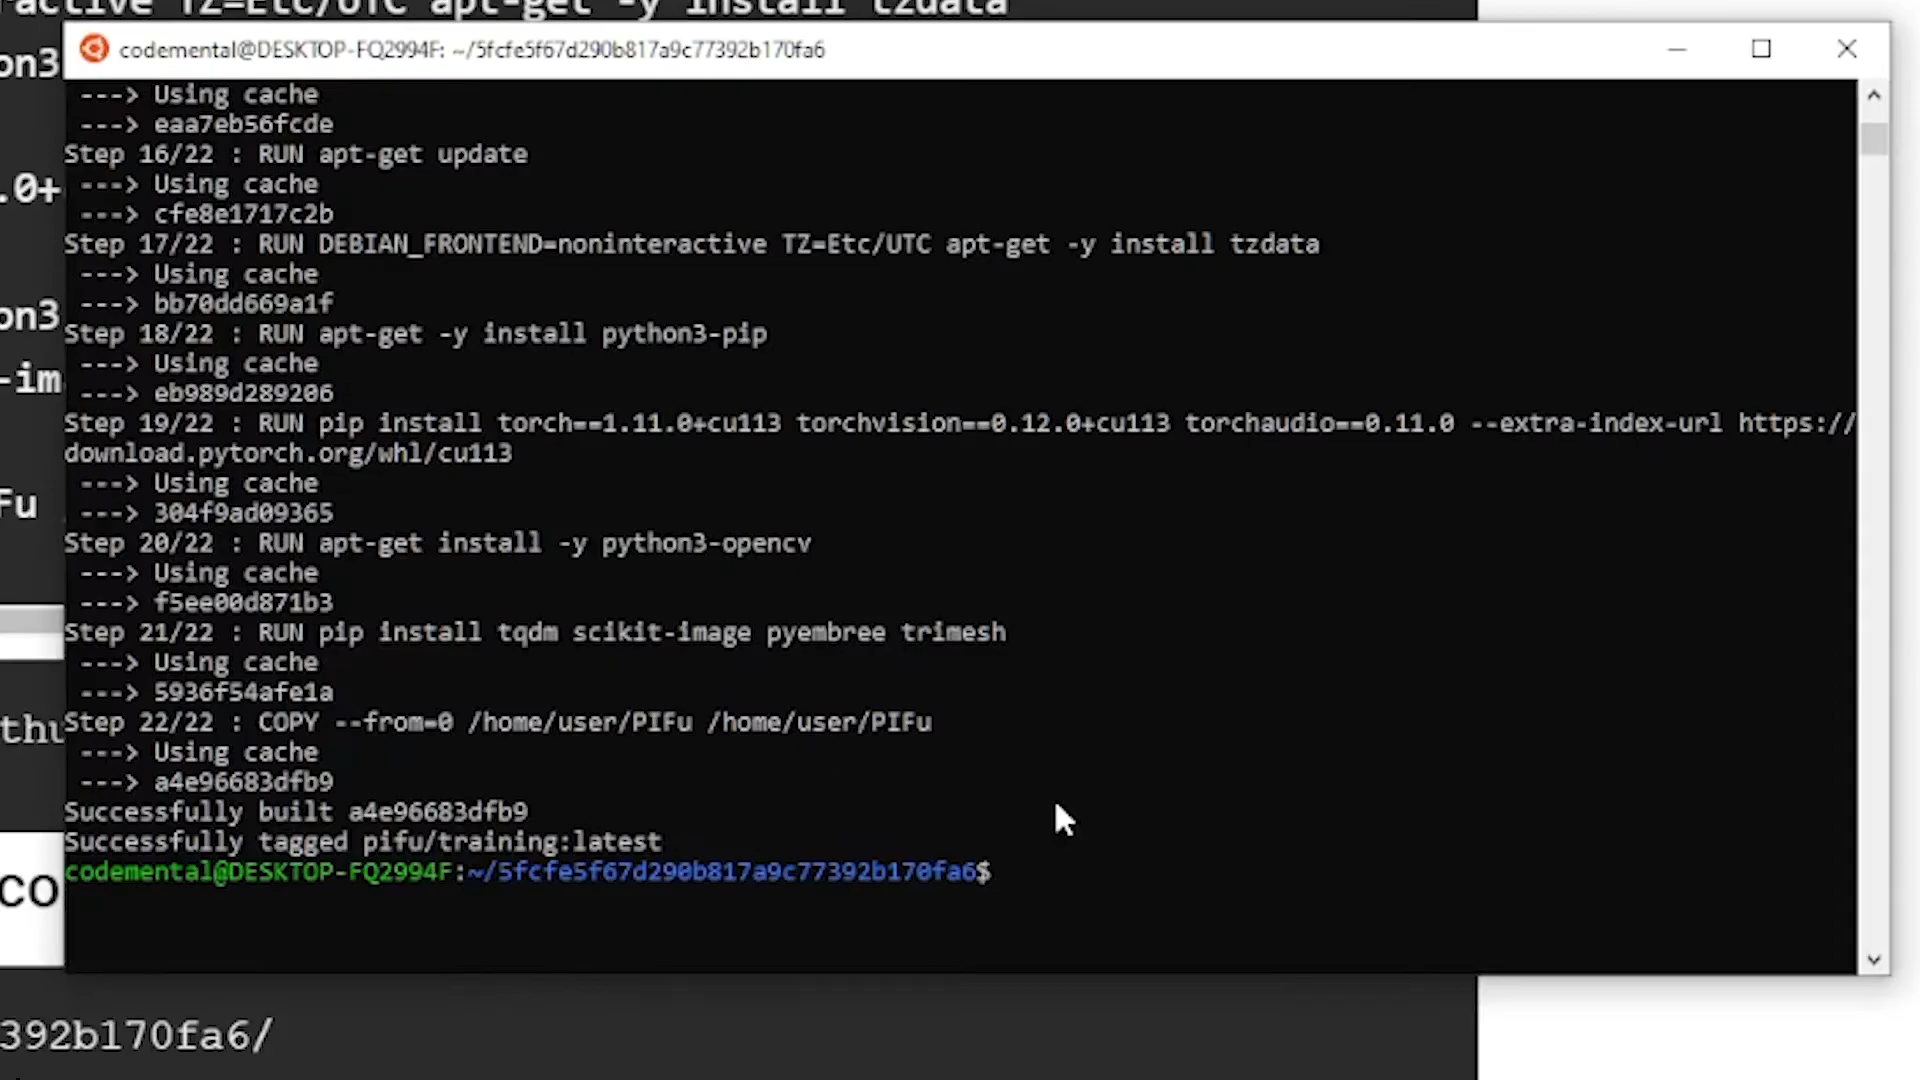 ractive TZ=Etc/UTC apt-get -y install tzdata
codemental@DESKTOP-FQ2994F: ~/5fcfe5f67d290b817a9c77392b170fa6
on3
---> Using cache
---> eaa7eb56fcde
Step 16/22 : RUN apt-get update
.0+
---> Using cache
---> cfe8e1717c2b
Step 17/22 : RUN DEBIAN_FRONTEND=noninteractive TZ=Etc/UTC apt-get -y install tzdata
---> Using cache
---> bb70dd669a1f
on3
Step 18/22 : RUN apt-get -y install python3-pip
---> Using cache
-im
---> eb989d289206
Step 19/22 : RUN pip install torch==1.11.0+cu113 torchvision==0.12.0+cu113 torchaudio==0.11.0 --extra-index-url https://
download.pytorch.org/whl/cu113
---> Using cache
Fu
---> 304f9ad09365
Step 20/22 : RUN apt-get install -y python3-opencv
---> Using cache
---> f5ee00d871b3
Step 21/22 : RUN pip install tqdm scikit-image pyembree trimesh
---> Using cache
---> 5936f54afe1a
thu
Step 22/22 : COPY --from=0 /home/user/PIFu /home/user/PIFu
---> Using cache
---> a4e96683dfb9
Successfully built a4e96683dfb9
Successfully tagged pifu/training:latest
co
codemental@DESKTOP-FQ2994F:~/5fcfe5f67d290b817a9c77392b170fa6$
392b170fa6/